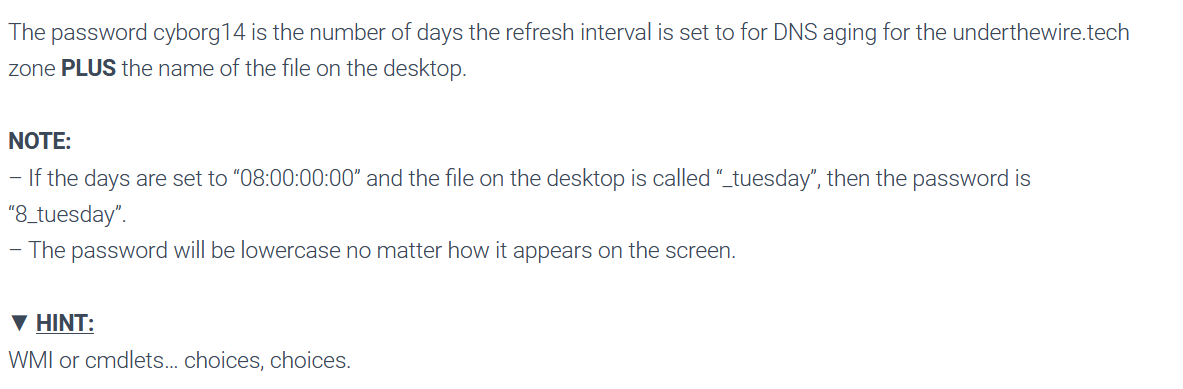 The password cyborg14 is the number of days the refresh interval is set to for DNS aging for the underthewire.tech
zone PLUS the name of the file on the desktop.
NOTE:
– If the days are set to “08:00:00:00” and the file on the desktop is called “_tuesday”, then the password is
“8_tuesday”.
– The password will be lowercase no matter how it appears on the screen.
▼ HINT:
WMI or cmdlets… choices, choices.